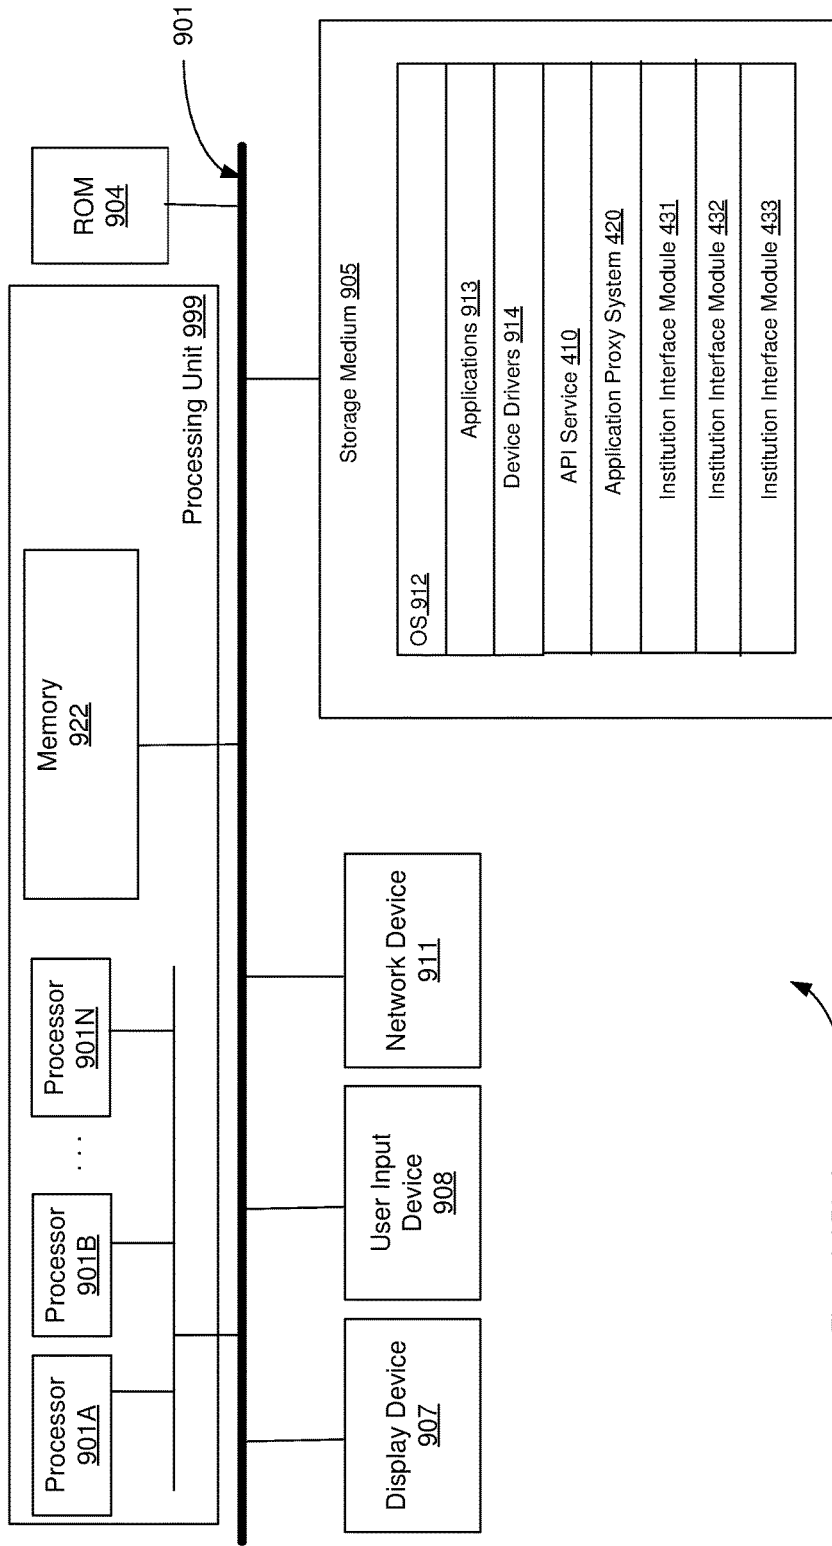 Processor
901A
Processor
901B
. . .
Processor
901N
Memory
922
Processing Unit 999
ROM
904
901
Display Device
907
User Input
Device
908
Network Device
911
Storage Medium 905
OS 912
Applications 913
Device Drivers 914
API Service 410
Application Proxy System 420
Institution Interface Module 431
Institution Interface Module 432
Institution Interface Module 433